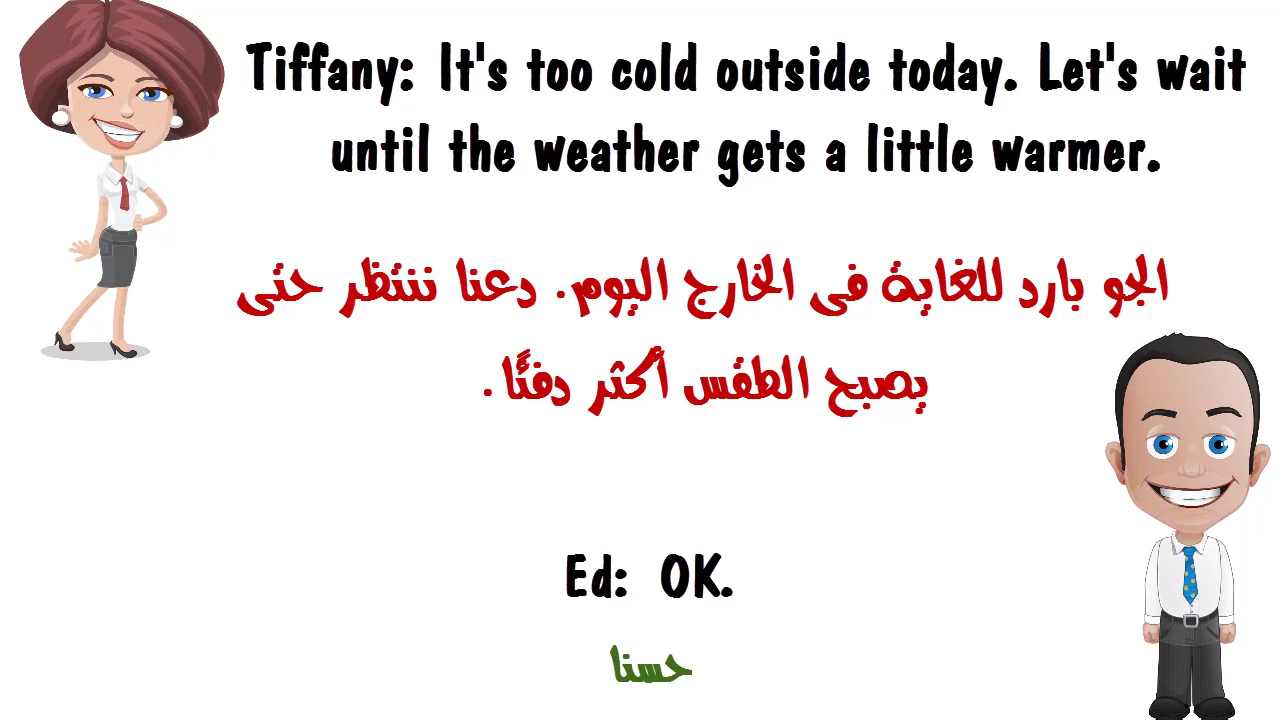 Tiffany: It's too cold outside today. Let's wait
until the weather gets a little warmer.
الجو بارد للغاية فى الخارج اليوم. دعنا ننتظر حتى
يصبح الطقس أكثر دفئًا.
Ed: OK.
حسنا